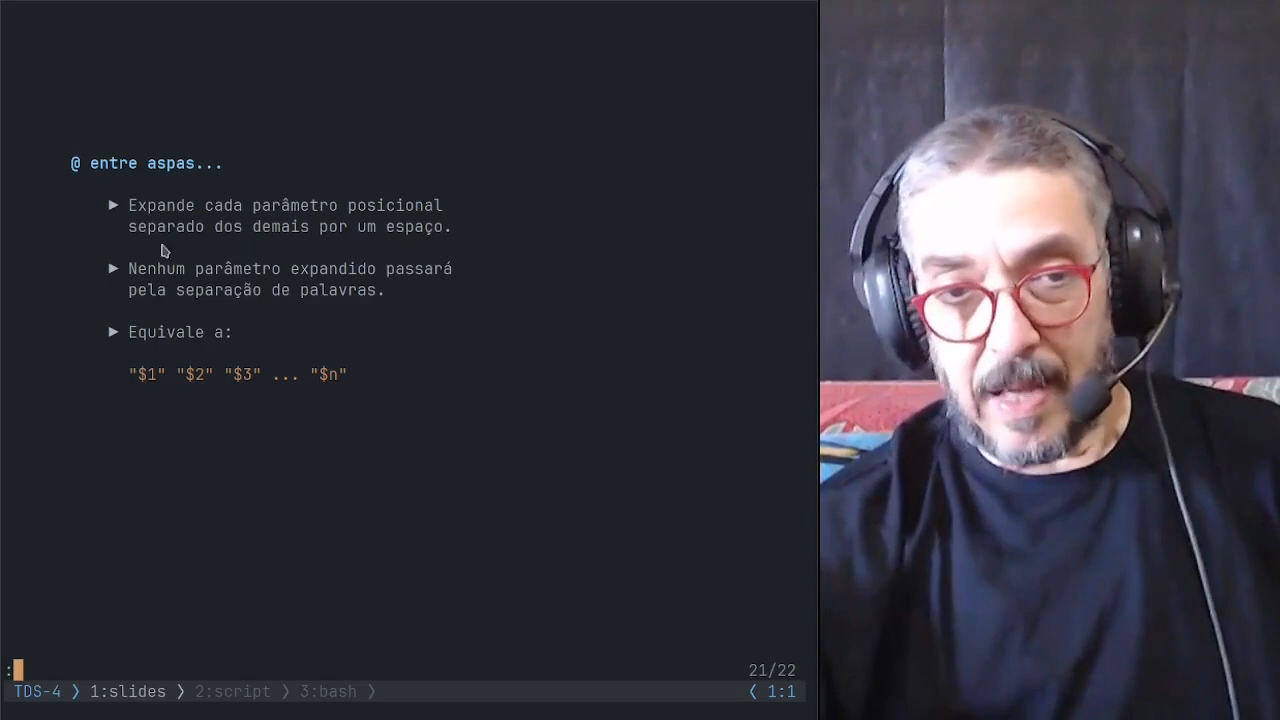 @ entre aspas...
► Expande cada parâmetro posicional
separado dos demais por um espaço.
► Nenhum parâmetro expandido passará
pela separação de palavras.
► Equivale a:
"$1" "$2" "$3" ... "$n"
:
21/22
TDS-4 ❯ 1:slides ❯ 2:script ❯ 3:bash ❯
❮ 1:1